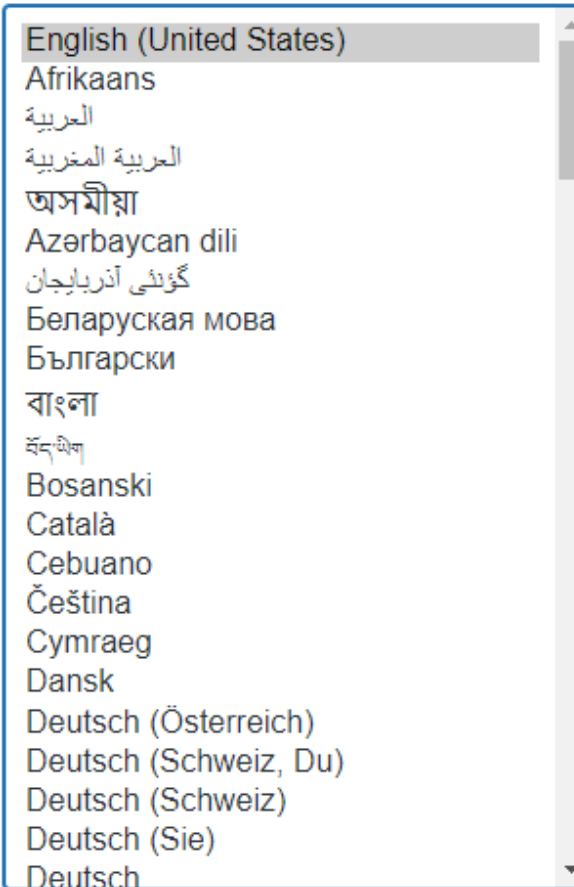 English (United States)
Afrikaans
العربية
العربية المغربية
অসমীয়া
Azərbaycan dili
گؤنئی آذربایجان
Беларуская мова
Български
বাংলা
བོད་ཡིག
Bosanski
Català
Cebuano
Čeština
Cymraeg
Dansk
Deutsch (Österreich)
Deutsch (Schweiz, Du)
Deutsch (Schweiz)
Deutsch (Sie)
Deutsch